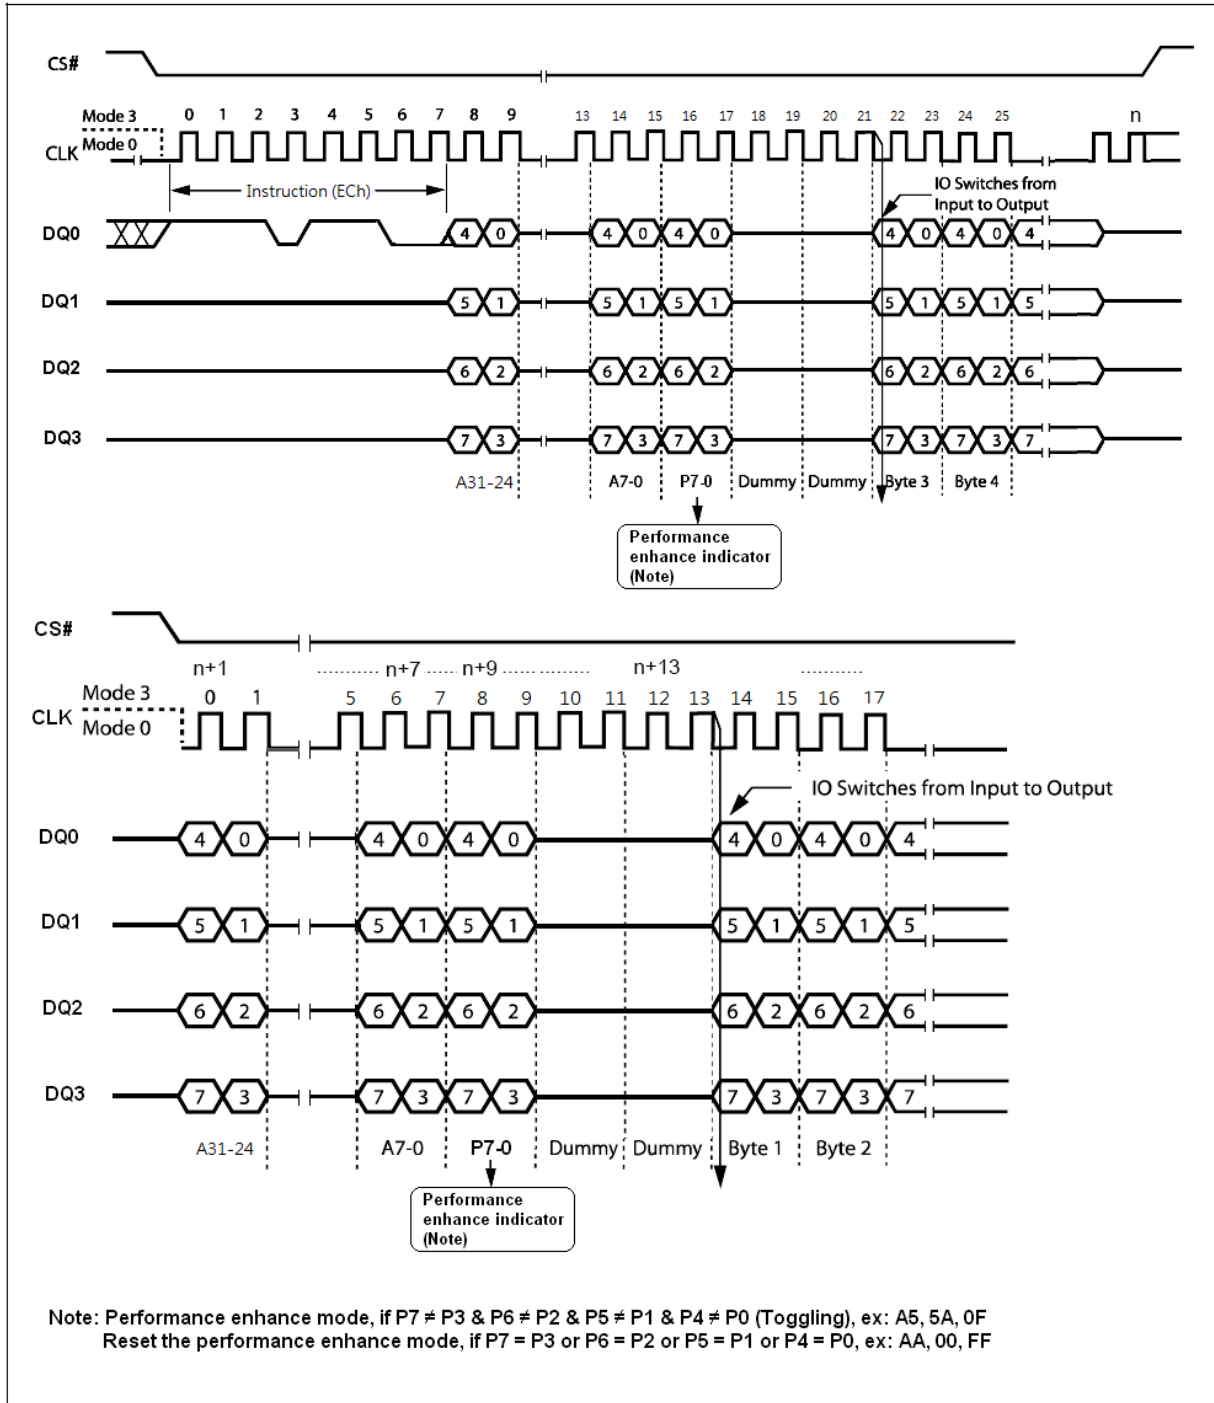 CS#
Mode 3 0 1 2 3 4 5 6 7 8 9 13 14 15 16 17 18 19 20 21 22 23 24 25 n
Mode 0
CLK
Instruction (ECh)
IO Switches from
Input to Output
DQ0 4 0 4 0 4 0 4 0 4 0 4
DQ1 5 1 5 1 5 1 5 1 5 1 5
DQ2 6 2 6 2 6 2 6 2 6 2 6
DQ3 7 3 7 3 7 3 7 3 7 3 7
A31-24 A7-0 P7-0 Dummy Dummy Byte 3 Byte 4
Performance
enhance indicator
(Note)
CS#
n+1 n+7 n+9 n+13
Mode 3 0 1 5 6 7 8 9 10 11 12 13 14 15 16 17
CLK Mode 0
IO Switches from Input to Output
DQ0 4 0 4 0 4 0 4 0 4 0 4
DQ1 5 1 5 1 5 1 5 1 5 1 5
DQ2 6 2 6 2 6 2 6 2 6 2 6
DQ3 7 3 7 3 7 3 7 3 7 3 7
A31-24 A7-0 P7-0 Dummy Dummy Byte 1 Byte 2
Performance
enhance indicator
(Note)
Note: Performance enhance mode, if P7 ≠ P3 & P6 ≠ P2 & P5 ≠ P1 & P4 ≠ P0 (Toggling), ex: A5, 5A, 0F
Reset the performance enhance mode, if P7 = P3 or P6 = P2 or P5 = P1 or P4 = P0, ex: AA, 00, FF